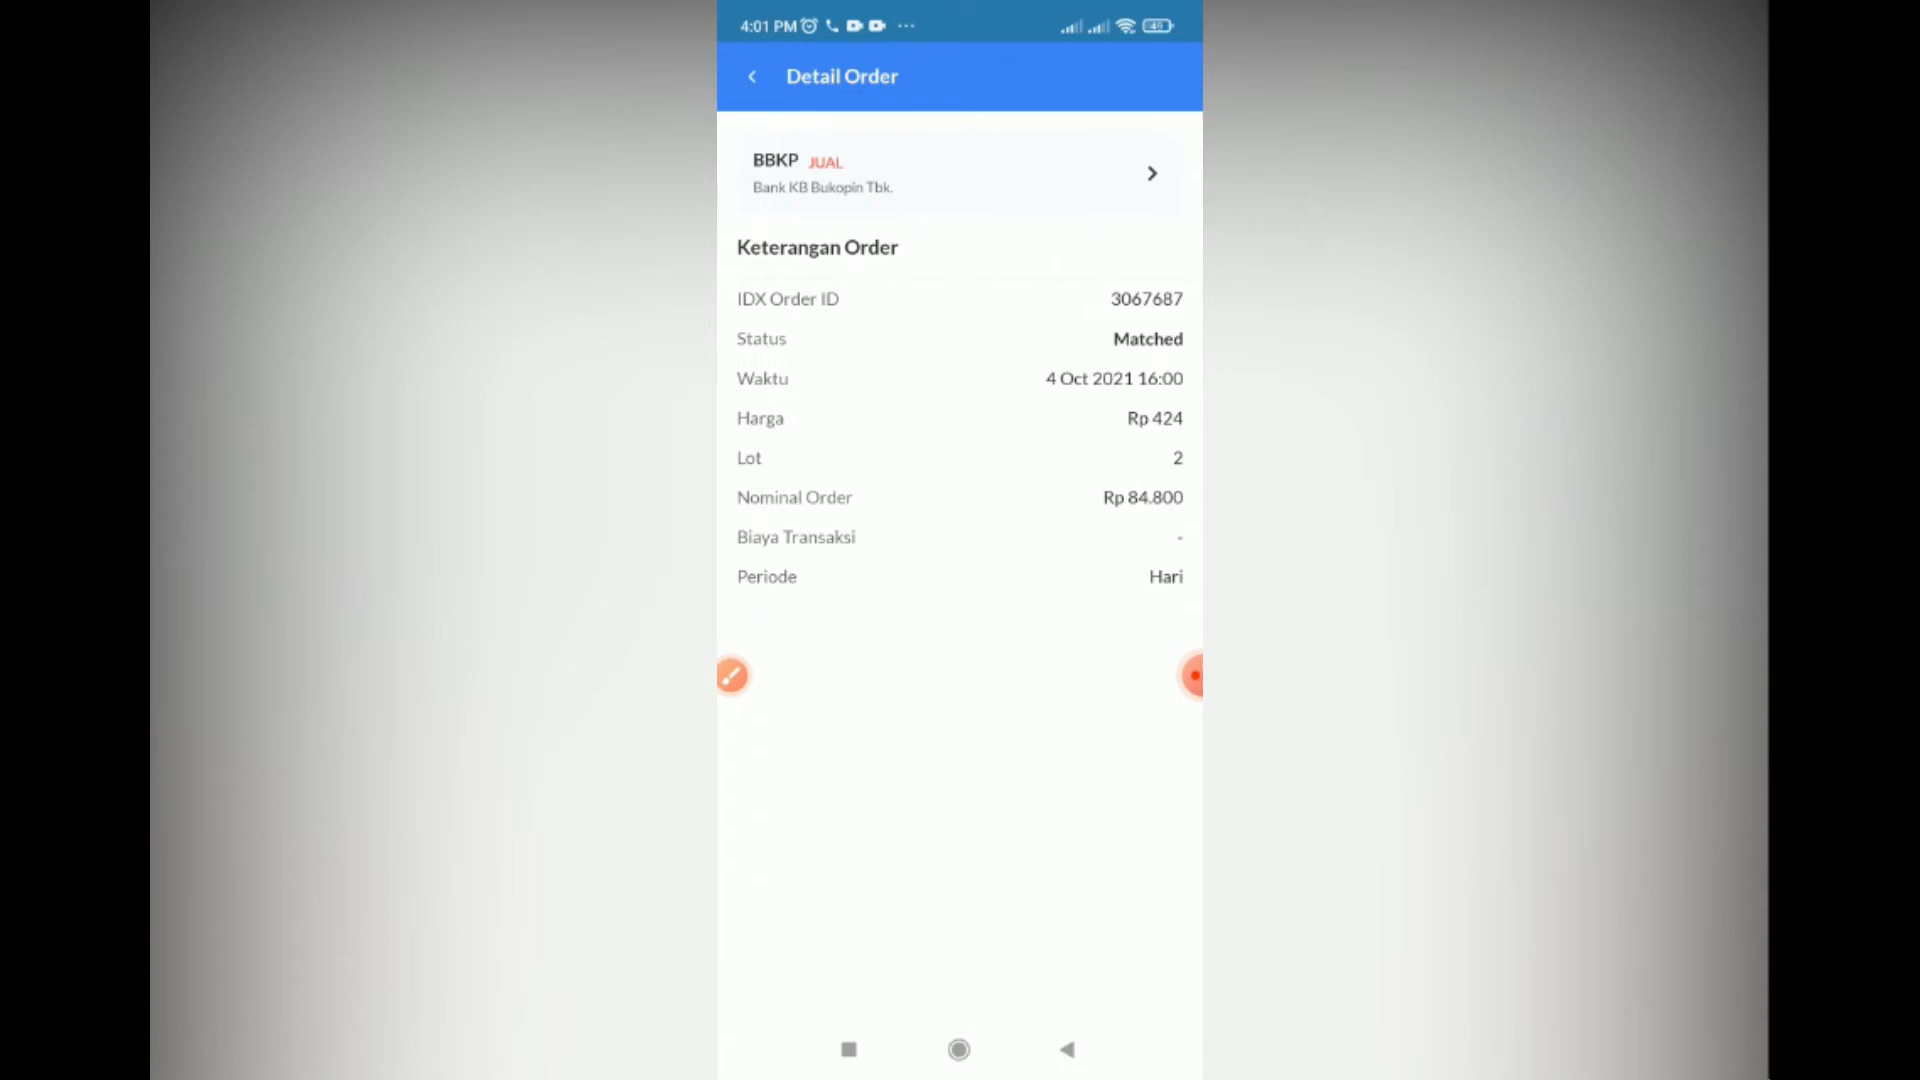 4:01 PM
49
Detail Order
BBKP JUAL
Bank KB Bukopin Tbk.
Keterangan Order
IDX Order ID 3067687
Status Matched
Waktu 4 Oct 2021 16:00
Harga Rp 424
Lot 2
Nominal Order Rp 84.800
Biaya Transaksi -
Periode Hari